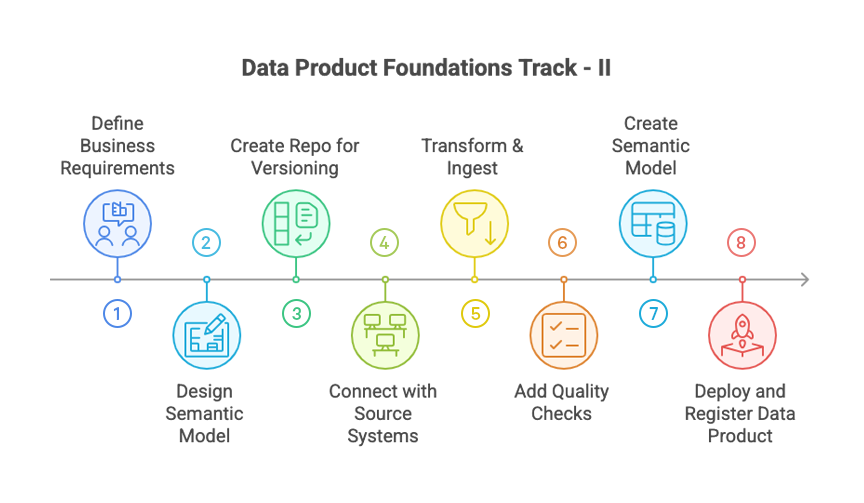 Data Product Foundations Track - II
Define
Business
Requirements
1
2
Design
Semantic
Model
Create Repo for
Versioning
3
4
Connect with
Source
Systems
Transform &
Ingest
5
6
Add Quality
Checks
Create
Semantic
Model
7
8
Deploy and
Register Data
Product